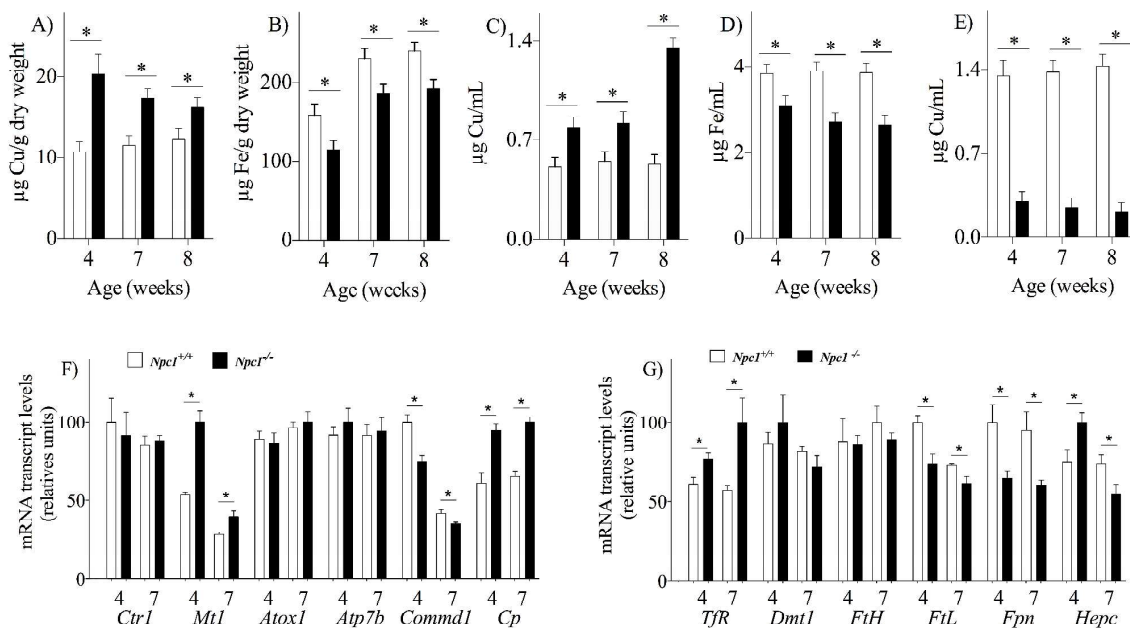 A)
µg Cu/g dry weight
20
10
0
*
*
*
4 7 8
Age (weeks)
B)
µg Fe/g dry weight
200
100
0
*
*
*
4 7 8
Agc (wccks)
C)
µg Cu/mL
1.4
0.7
0.0
*
*
*
4 7 8
Age (weeks)
D)
µg Fe/mL
4
2
0
*
*
*
4 7 8
Age (weeks)
E)
µg Cu/mL
1.4
0.7
0.0
*
*
*
4 7 8
Age (weeks)
F)
Npc1+/+ Npc1-/-
mRNA transcript levels
(relatives units)
100
50
0
* * * * * *
4 7 4 7 4 7 4 7 4 7 4 7
Ctr1 Mt1 Atox1 Atp7b Commd1 Cp
G)
Npc1+/+ Npc1 -/-
mRNA transcript levels
(relative units)
100
50
0
* * * * * * * *
4 7 4 7 4 7 4 7 4 7 4 7
TfR Dmt1 FtH FtL Fpn Hepc